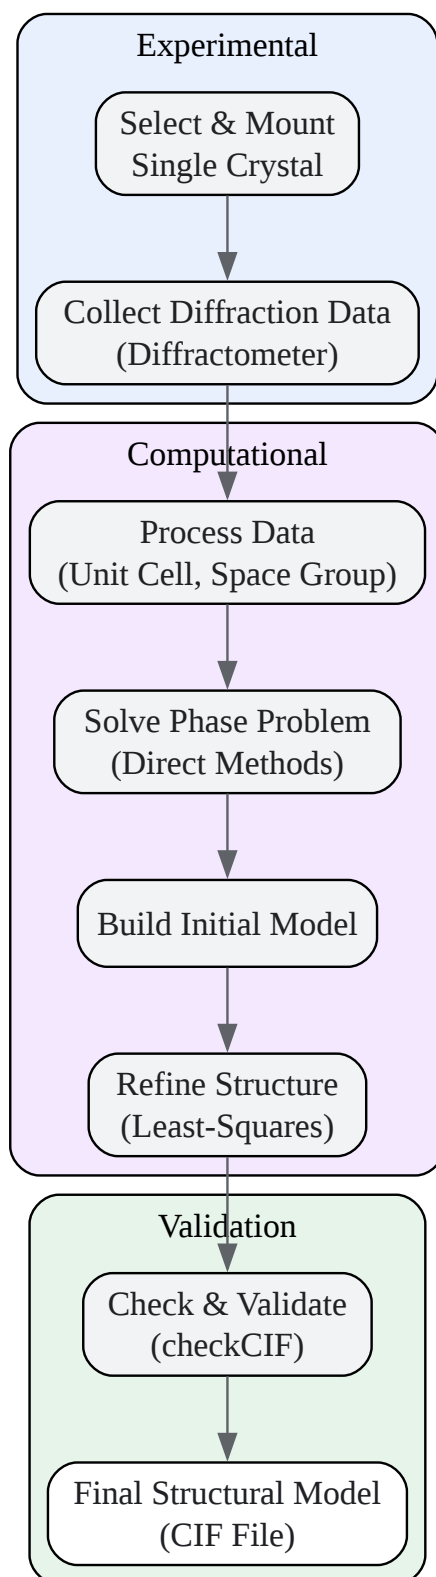 Experimental
Select & Mount
Single Crystal
Collect Diffraction Data
(Diffractometer)
Computational
Process Data
(Unit Cell, Space Group)
Solve Phase Problem
(Direct Methods)
Build Initial Model
Refine Structure
(Least-Squares)
Validation
Check & Validate
(checkCIF)
Final Structural Model
(CIF File)